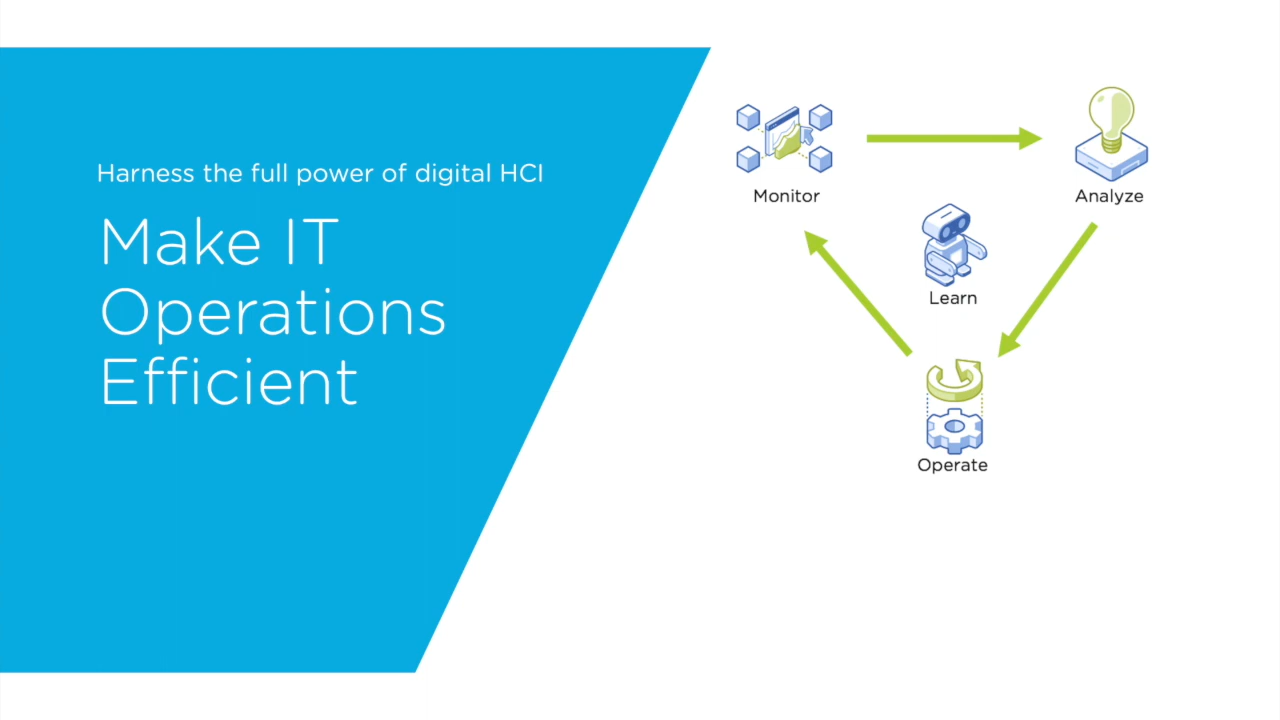 Harness the full power of digital HCI
Make IT
Operations
Efficient
Monitor
Analyze
Learn
Operate